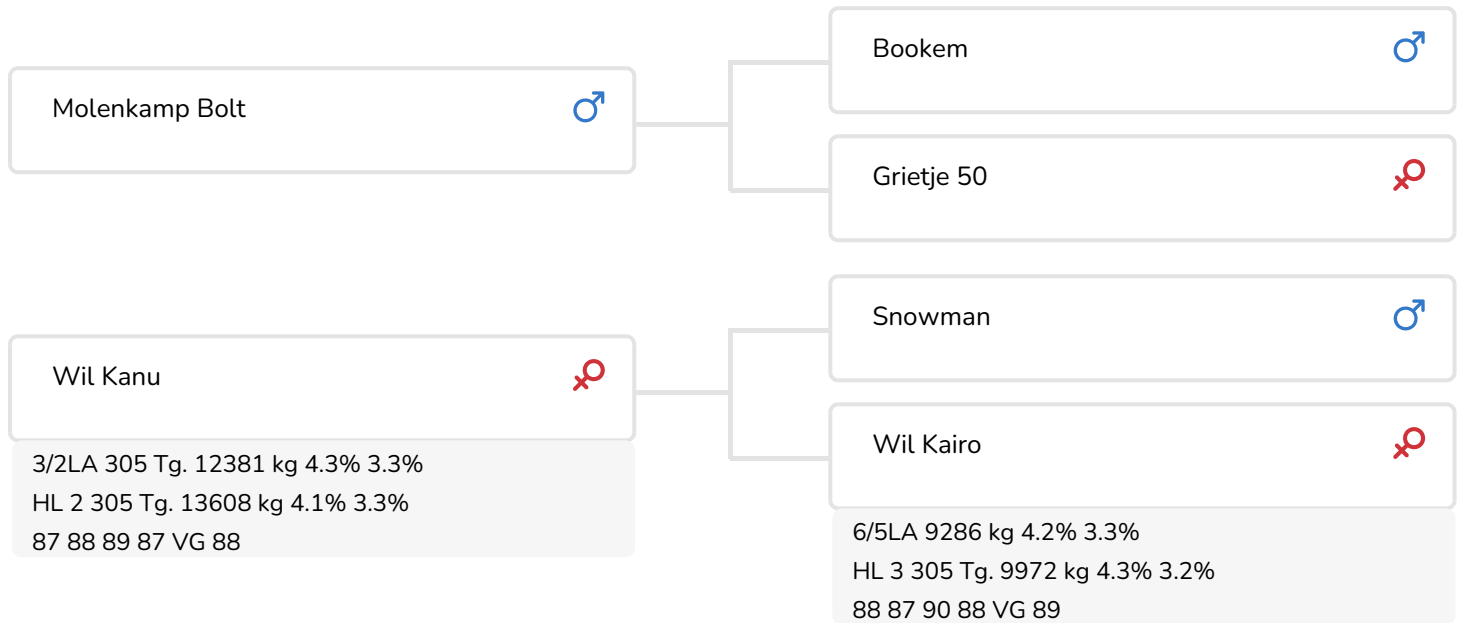 Molenkamp Bolt
Bookem
Grietje 50
Wil Kanu
3/2LA 305 Tg. 12381 kg 4.3% 3.3%
HL 2 305 Tg. 13608 kg 4.1% 3.3%
87 88 89 87 VG 88
Snowman
Wil Kairo
6/5LA 9286 kg 4.2% 3.3%
HL 3 305 Tg. 9972 kg 4.3% 3.2%
88 87 90 88 VG 89